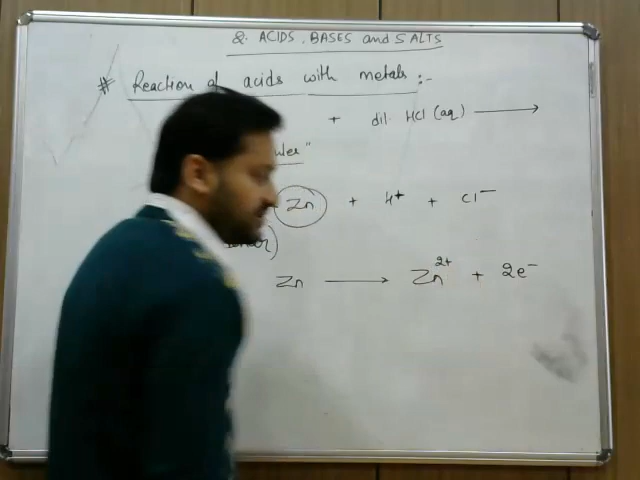 2. ACIDS, BASES and SALTS
# Reaction of acids with metals :-
+ dil. HCl (aq) ⟶
Zn + H⁺ + Cl⁻
Zn ⟶ Zn²⁺ + 2e⁻